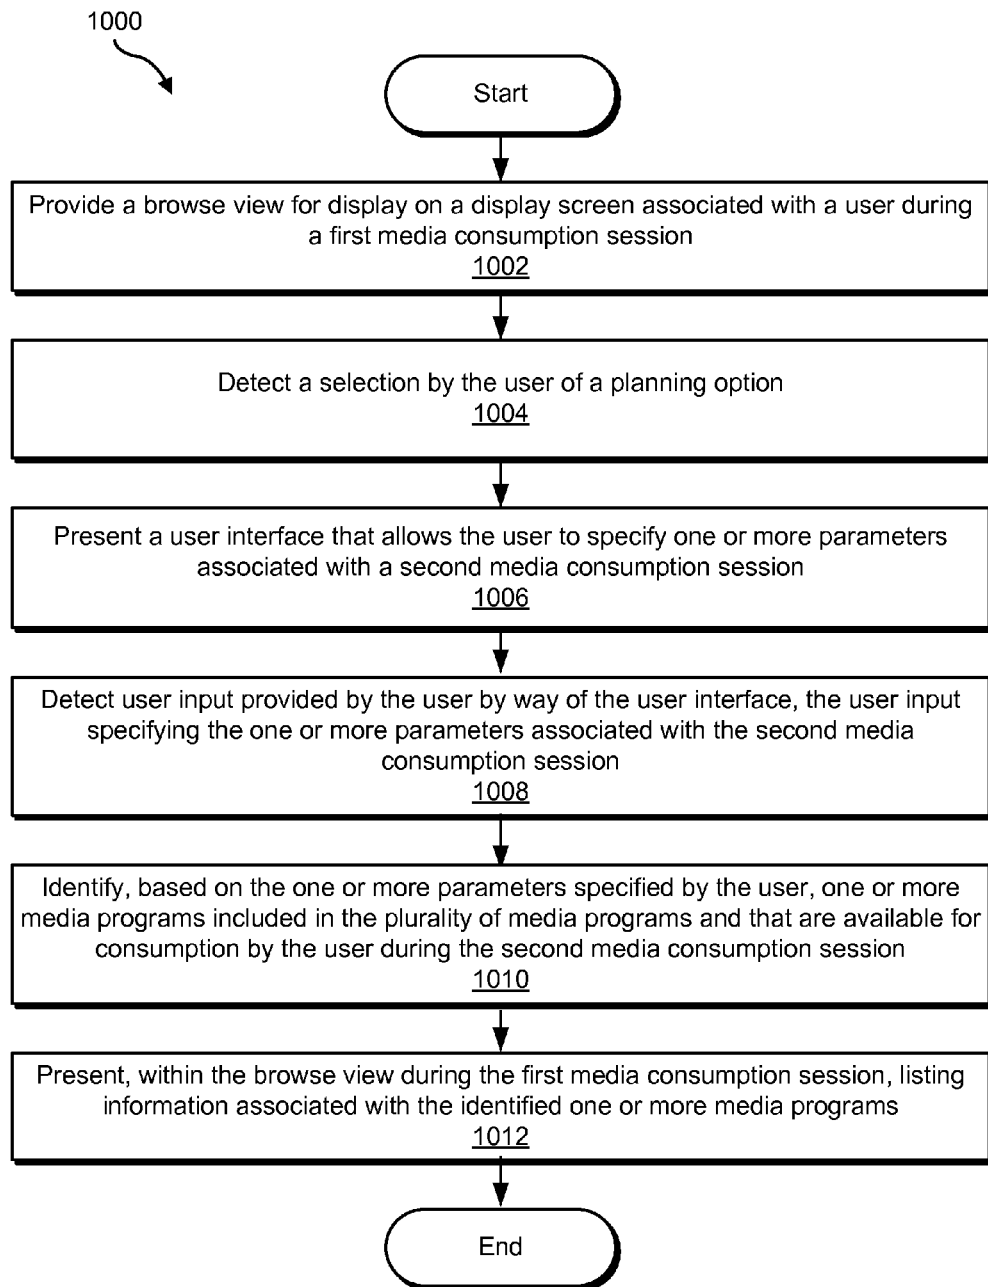 1000
Start
Provide a browse view for display on a display screen associated with a user during
a first media consumption session
1002
Detect a selection by the user of a planning option
1004
Present a user interface that allows the user to specify one or more parameters
associated with a second media consumption session
1006
Detect user input provided by the user by way of the user interface, the user input
specifying the one or more parameters associated with the second media
consumption session
1008
Identify, based on the one or more parameters specified by the user, one or more
media programs included in the plurality of media programs and that are available for
consumption by the user during the second media consumption session
1010
Present, within the browse view during the first media consumption session, listing
information associated with the identified one or more media programs
1012
End